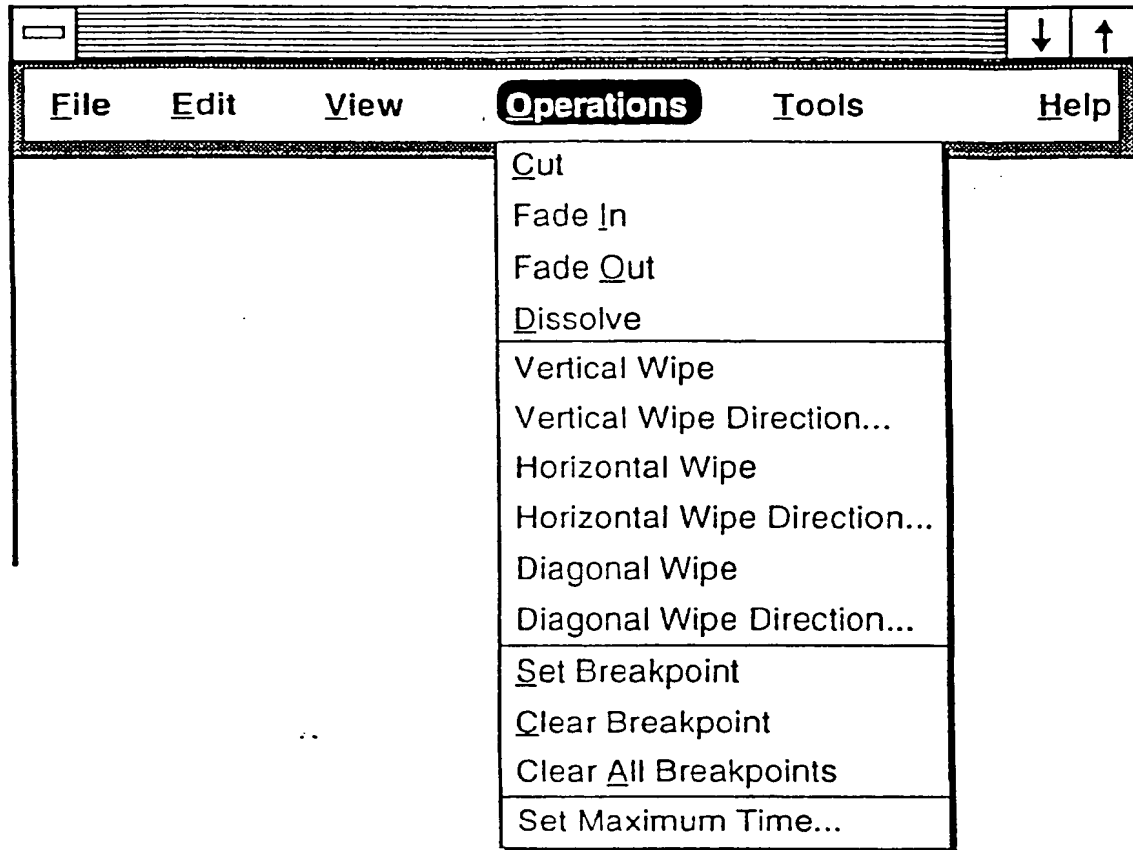 File Edit View Operations Tools Help
Cut
Fade In
Fade Out
Dissolve
Vertical Wipe
Vertical Wipe Direction...
Horizontal Wipe
Horizontal Wipe Direction...
Diagonal Wipe
Diagonal Wipe Direction...
Set Breakpoint
Clear Breakpoint
Clear All Breakpoints
Set Maximum Time...